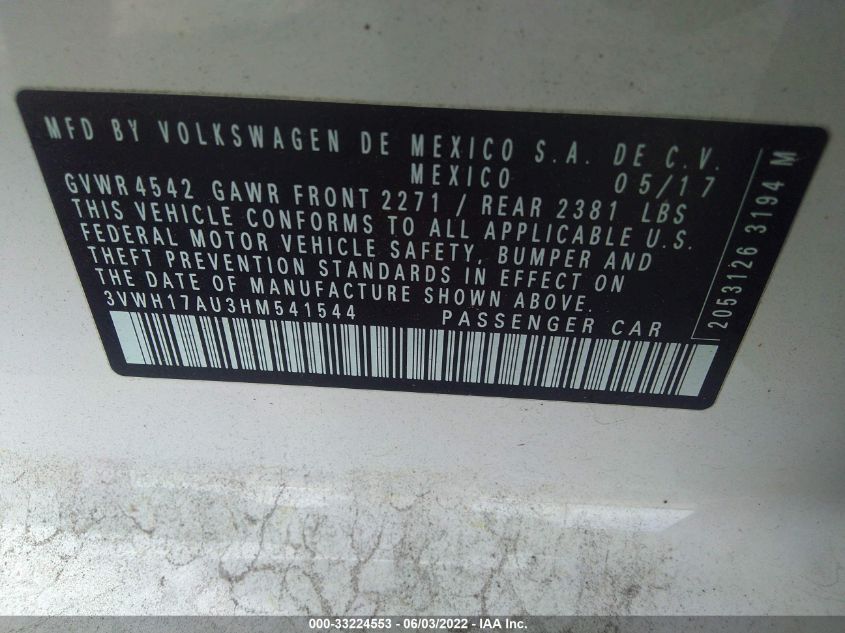 MFD BY VOLKSWAGEN DE MEXICO S.A. DE C.V.
MEXICO 05/17
GVWR 4542 GAWR FRONT 2271 / REAR 2381 LBS
THIS VEHICLE CONFORMS TO ALL APPLICABLE U.S.
FEDERAL MOTOR VEHICLE SAFETY, BUMPER AND
THEFT PREVENTION STANDARDS IN EFFECT ON
THE DATE OF MANUFACTURE SHOWN ABOVE.
3VWH17AU3HM541544 PASSENGER CAR
2053126 3194 M
000-33224553 - 06/03/2022 - IAA Inc.